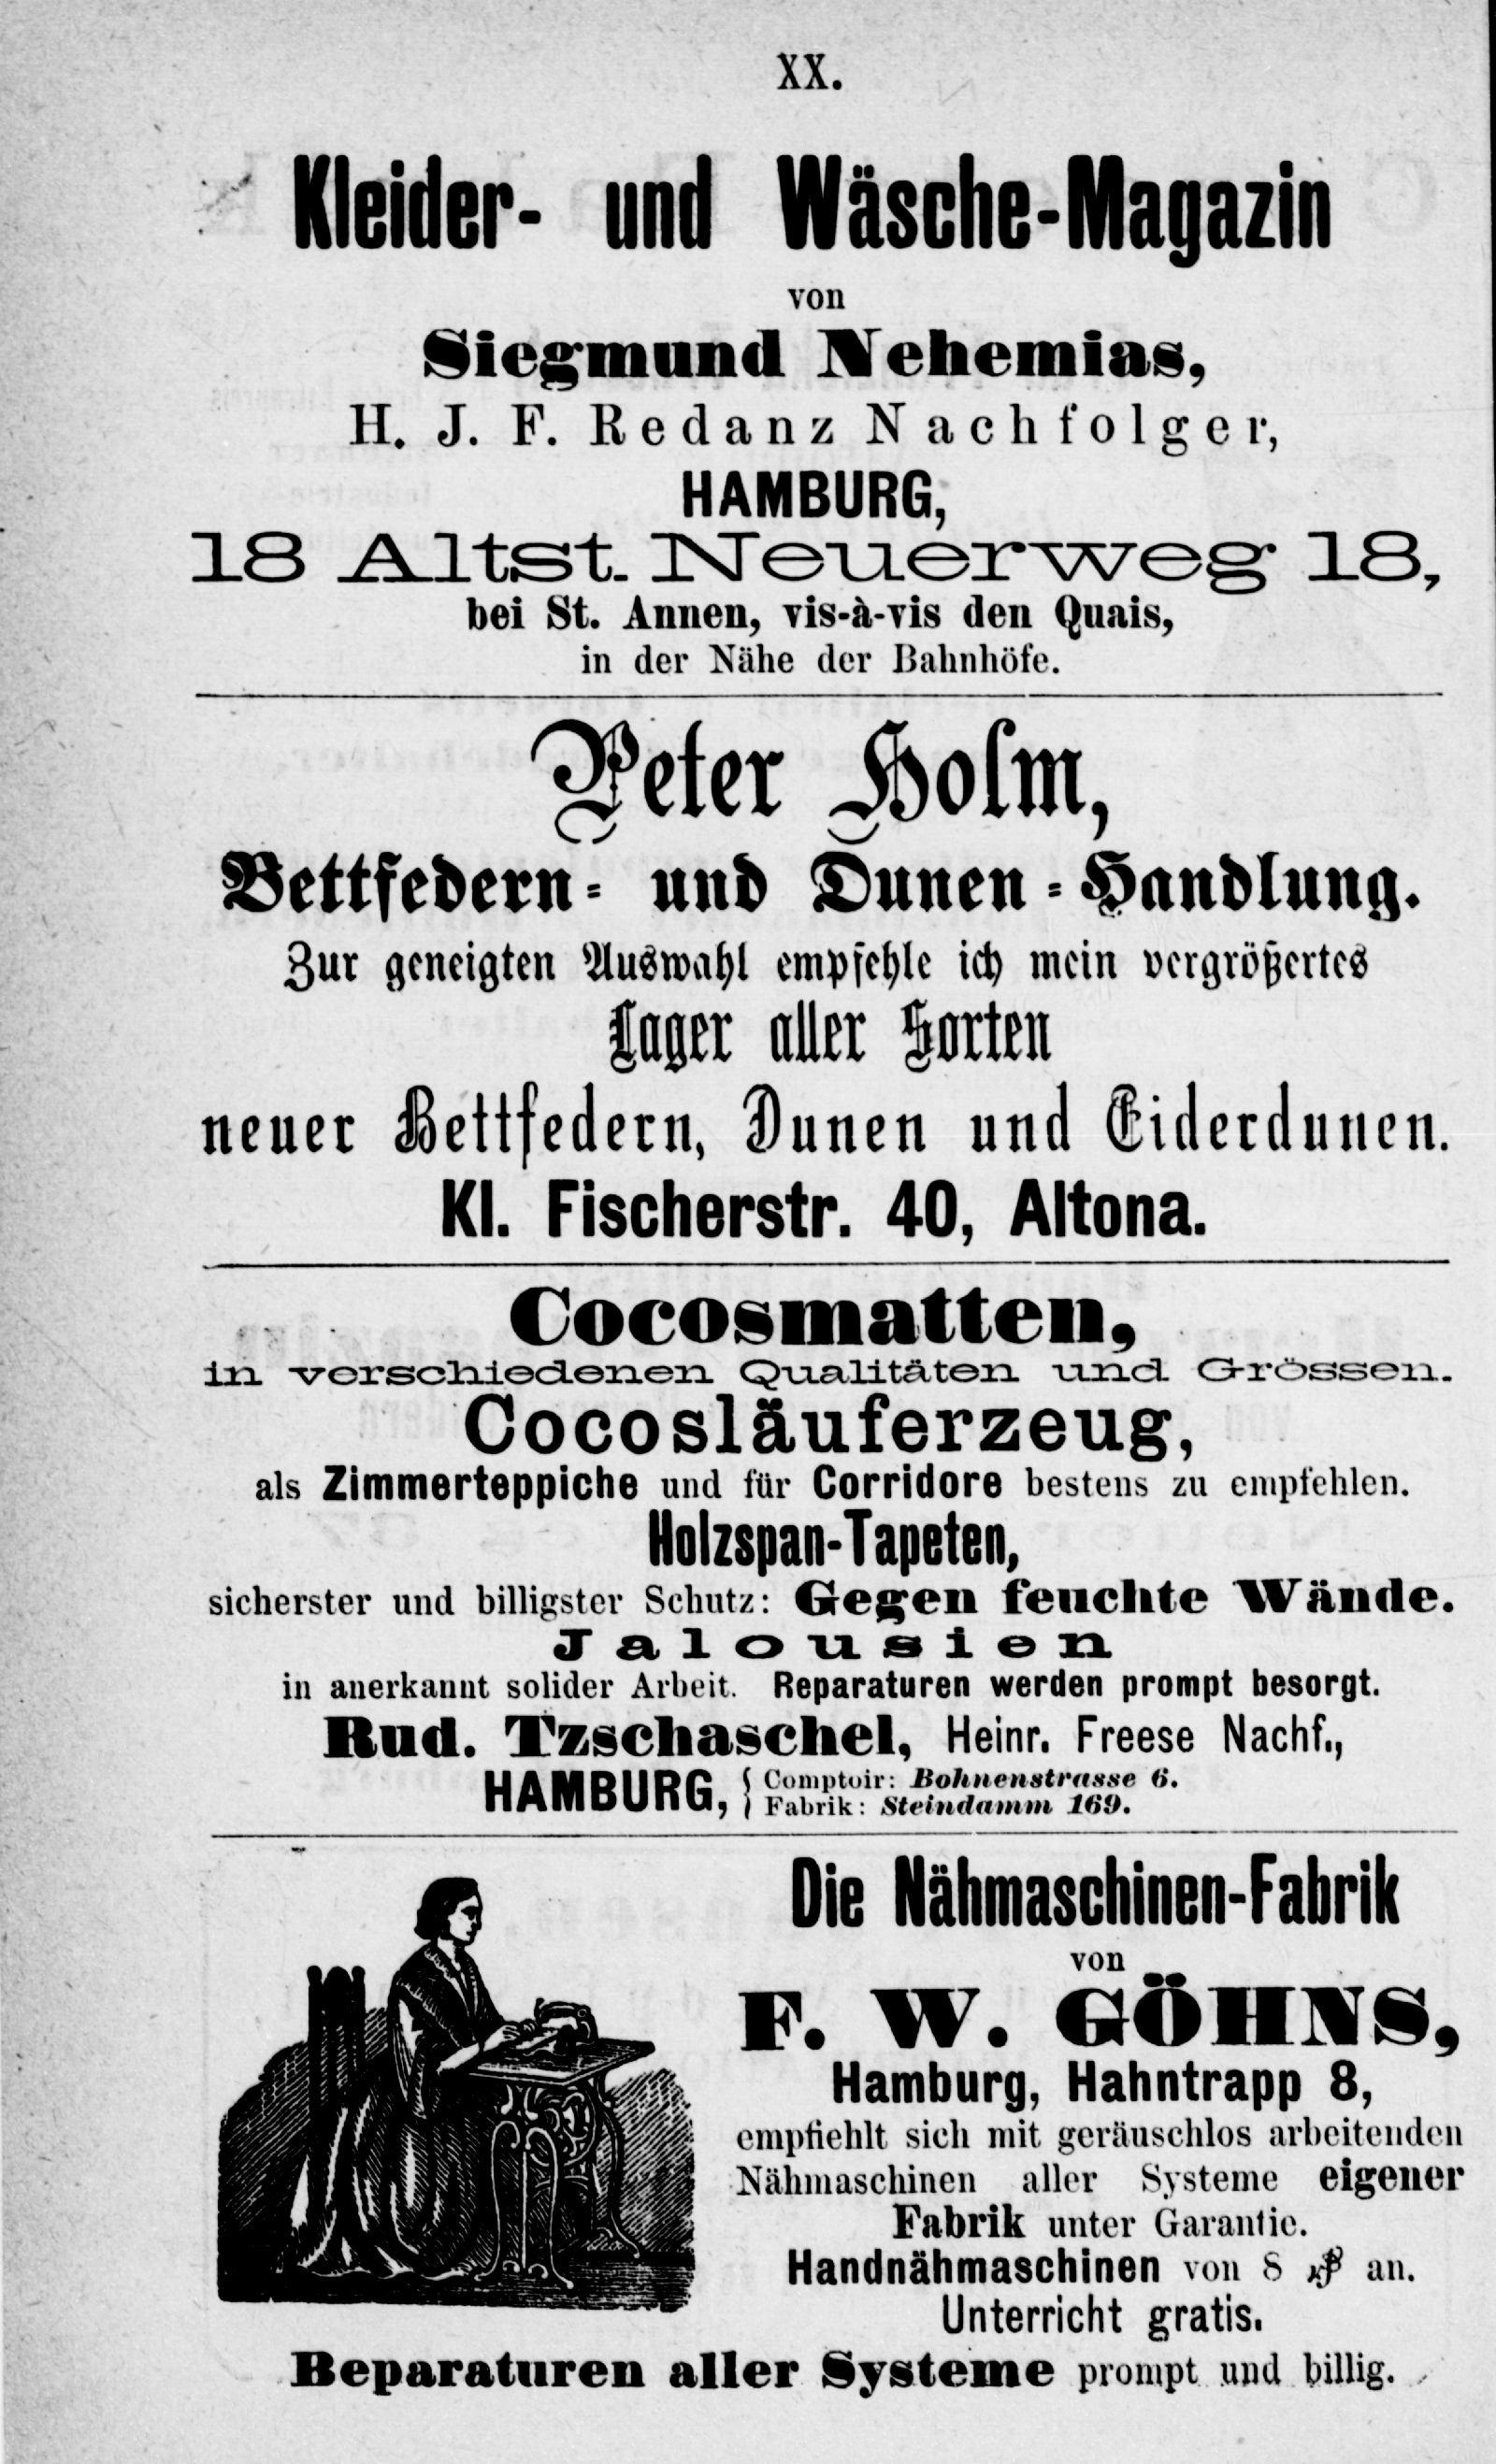 XX.
Kleider- und Wäsche-Magazin
von
Siegmund Nehemias,
H. J. F. Redanz Nachfolger,
HAMBURG,
18 Altst. Neuerweg 18,
bei St. Annen, vis-à-vis den Quais,
in der Nähe der Bahnhöfe.
Peter Holm,
Bettfedern- und Dunen-Handlung.
Zur geneigten Auswahl empfehle ich mein vergrößertes
Lager aller Sorten
neuer Bettfedern, Dunen und Eiderdunen.
Kl. Fischerstr. 40, Altona.
Cocosmatten,
in verschiedenen Qualitäten und Grössen.
Cocosläuferzeug,
als Zimmerteppiche und für Corridore bestens zu empfehlen.
Holzspan-Tapeten,
sicherster und billigster Schutz: Gegen feuchte Wände.
Jalousien
in anerkannt solider Arbeit. Reparaturen werden prompt besorgt.
Rud. Tzschaschel, Heinr. Freese Nachf.,
HAMBURG, { Comptoir: Bohnenstrasse 6.
Fabrik: Steindamm 169.
Die Nähmaschinen-Fabrik
von
F. W. GÖHNS,
Hamburg, Hahntrapp 8,
empfiehlt sich mit geräuschlos arbeitenden
Nähmaschinen aller Systeme eigener
Fabrik unter Garantie.
Handnähmaschinen von 8 ₰ an.
Unterricht gratis.
Reparaturen aller Systeme prompt und billig.